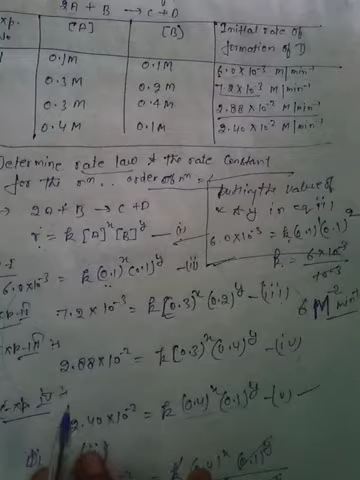 2A + B → C + D
xp. No [A] [B] Initial rate of formation of D
0.1M 0.1M 6.0×10⁻³ M/min⁻¹
0.3M 0.2M 7.2×10⁻³ M/min⁻¹
0.3M 0.4M 2.88×10⁻² M/min⁻¹
0.4M 0.1M 2.40×10⁻² M/min⁻¹
Determine rate law & the rate constant
for the rxn... order of rxn
→ 2A + B → C + D
r = k [A]ˣ [B]ʸ —(i)
6.0×10⁻³ = k (0.1)ˣ (0.1)ʸ —(ii)
7.2×10⁻³ = k (0.3)ˣ (0.2)ʸ —(iii)
2.88×10⁻² = k (0.3)ˣ (0.4)ʸ —(iv)
2.40×10⁻² = k (0.4)ˣ (0.1)ʸ —(v)
putting the value of
x & y in eq ii)
6.0×10⁻³ = k (0.1) (0.1)²
k = 6×10⁻³ / 10⁻³
6 M⁻² min⁻¹